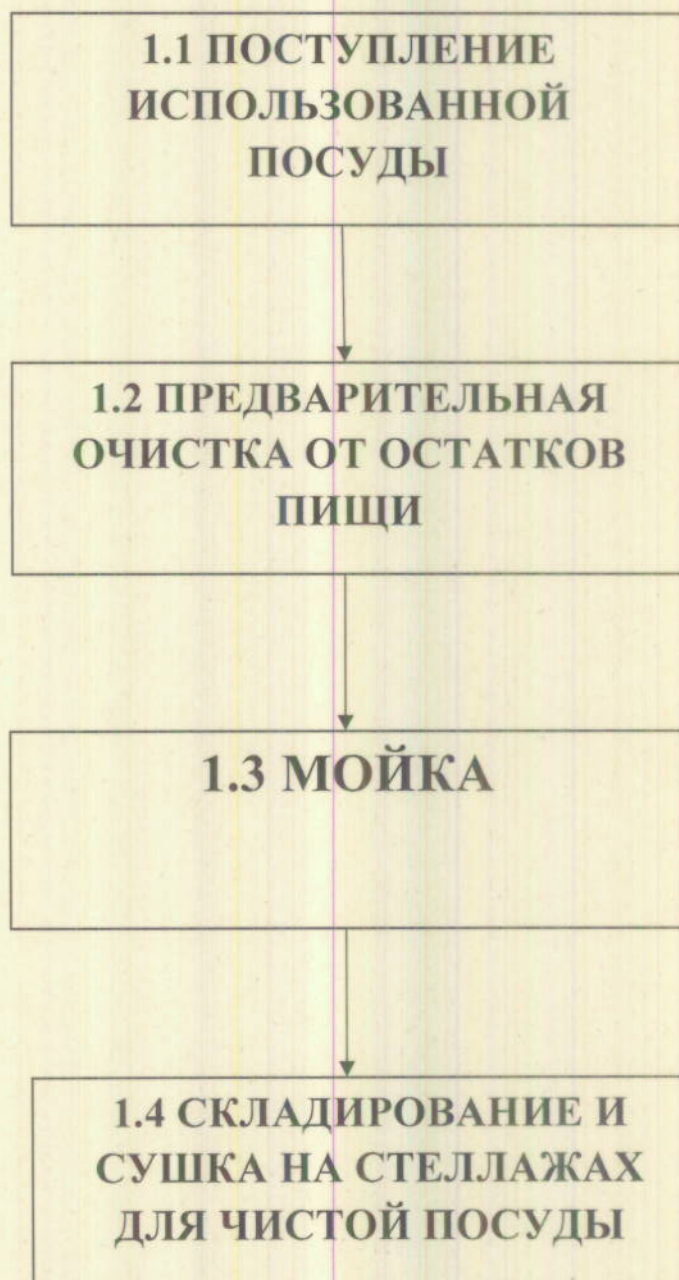 1.1 ПОСТУПЛЕНИЕ
ИСПОЛЬЗОВАННОЙ
ПОСУДЫ
1.2 ПРЕДВАРИТЕЛЬНАЯ
ОЧИСТКА ОТ ОСТАТКОВ
ПИЩИ
1.3 МОЙКА
1.4 СКЛАДИРОВАНИЕ И
СУШКА НА СТЕЛЛАЖАХ
ДЛЯ ЧИСТОЙ ПОСУДЫ